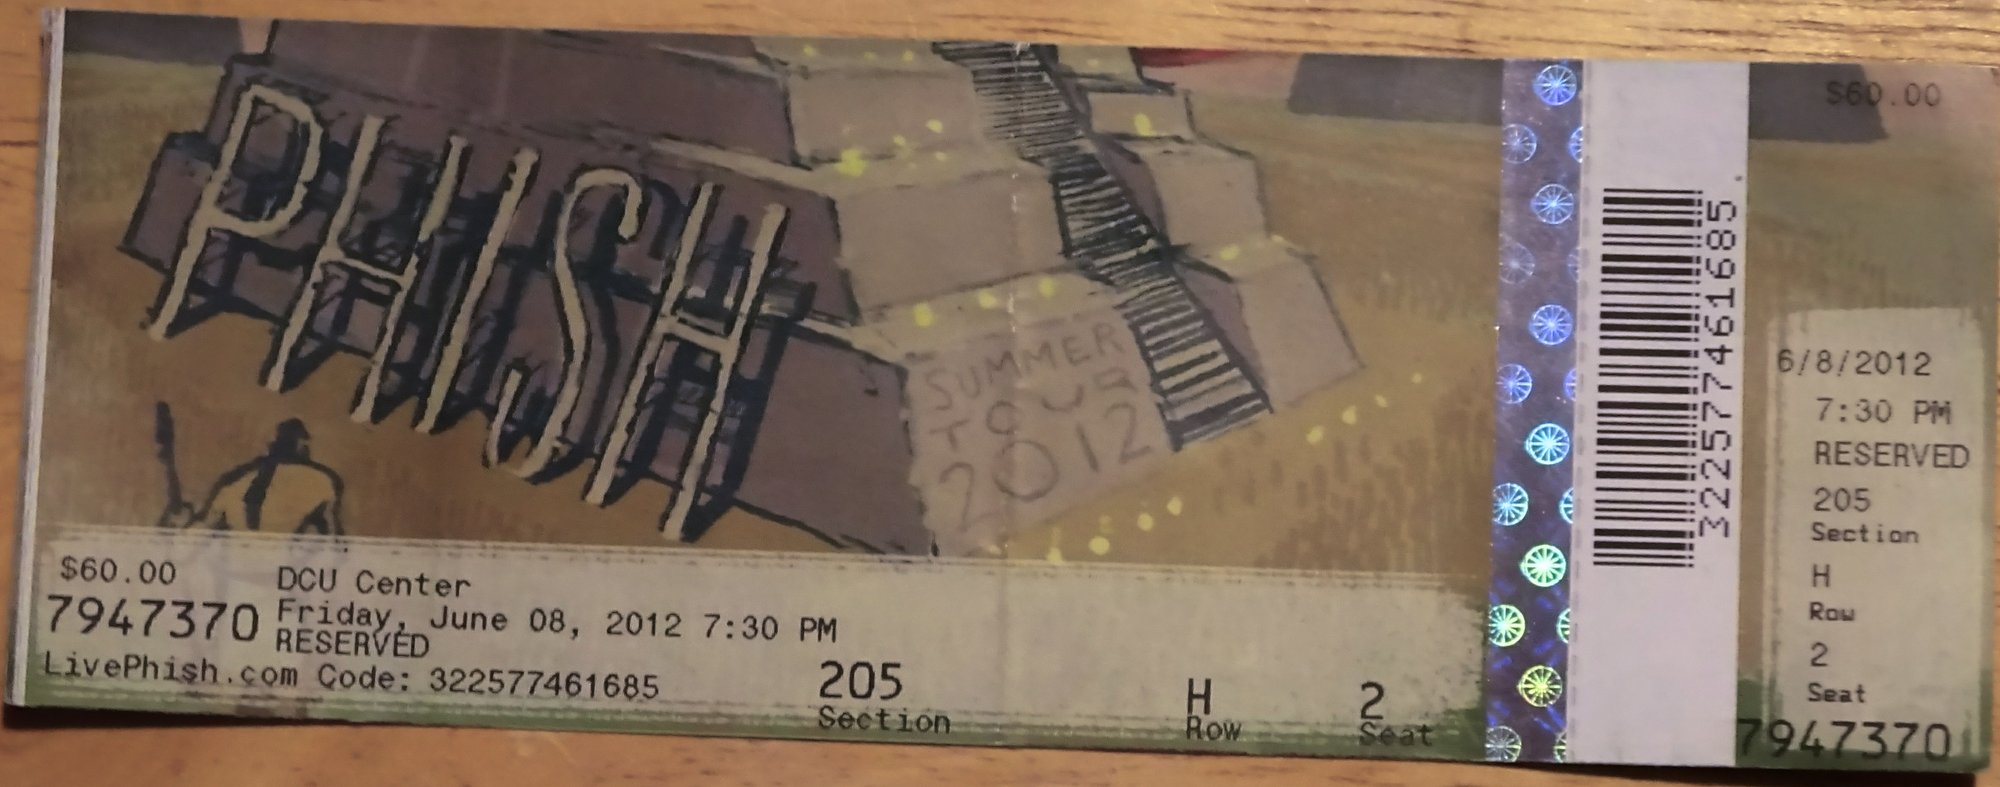 PHISH
SUMMER
TOUR
2012
$60.00
7947370
DCU Center
Friday, June 08, 2012 7:30 PM
RESERVED
LivePhish.com Code: 322577461685
205
Section
H
Row
2
Seat
322577461685
$60.00
6/8/2012
7:30 PM
RESERVED
205
Section
H
Row
2
Seat
7947370